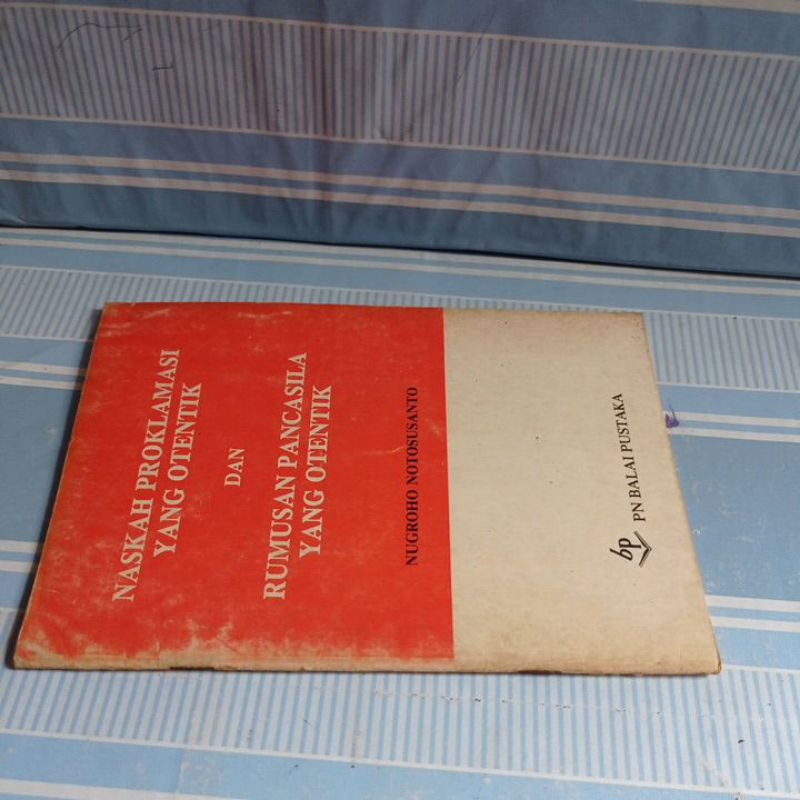 NASKAH PROKLAMASI
YANG OTENTIK
DAN
RUMUSAN PANCASILA
YANG OTENTIK
NUGROHO NOTOSUSANTO
bp
PN BALAI PUSTAKA